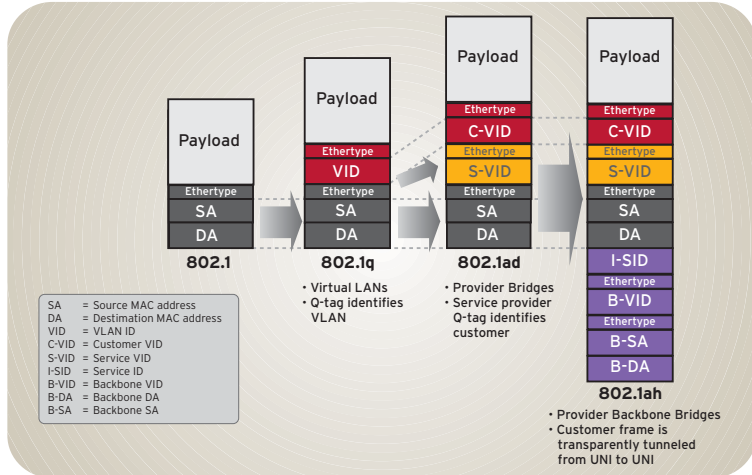 Payload
Ethertype
SA
DA
802.1
Payload
Ethertype
VID
Ethertype
SA
DA
802.1q
· Virtual LANs
· Q-tag identifies
VLAN
Payload
Ethertype
C-VID
Ethertype
S-VID
Ethertype
SA
DA
802.1ad
· Provider Bridges
· Service provider
Q-tag identifies
customer
Payload
Ethertype
C-VID
Ethertype
S-VID
Ethertype
SA
DA
I-SID
Ethertype
B-VID
Ethertype
B-SA
B-DA
802.1ah
· Provider Backbone Bridges
· Customer frame is
transparently tunneled
from UNI to UNI
SA = Source MAC address
DA = Destination MAC address
VID = VLAN ID
C-VID = Customer VID
S-VID = Service VID
I-SID = Service ID
B-VID = Backbone VID
B-DA = Backbone DA
B-SA = Backbone SA